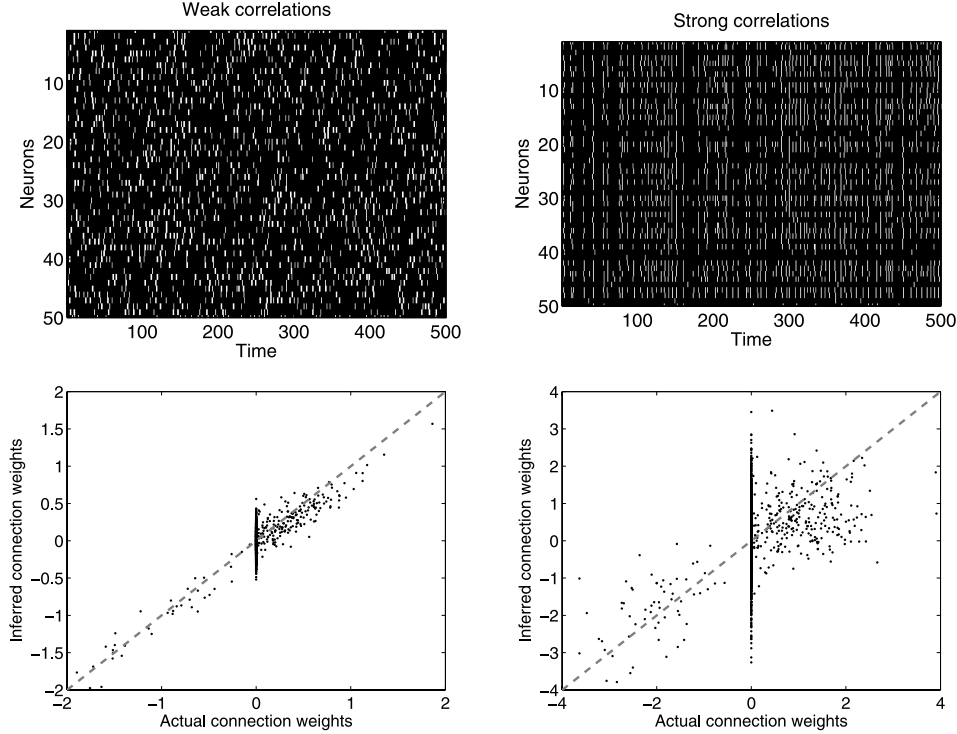 Weak correlations
Strong correlations
Neurons
10
20
30
40
50
100 200 300 400 500
Time
Neurons
10
20
30
40
50
100 200 300 400 500
Time
Inferred connection weights
2
1.5
1
0.5
0
−0.5
−1
−1.5
−2
−2 −1 0 1 2
Actual connection weights
Inferred connection weights
4
3
2
1
0
−1
−2
−3
−4
−4 −2 0 2 4
Actual connection weights